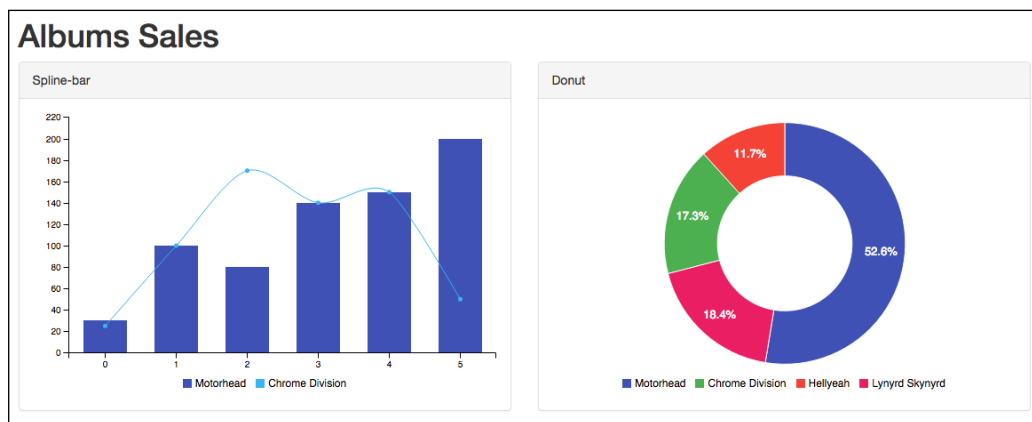 Albums Sales
Spline-bar
220
200
180
160
140
120
100
80
60
40
20
0
0 1 2 3 4 5
Motorhead Chrome Division
Donut
11.7%
17.3%
52.6%
18.4%
Motorhead Chrome Division Hellyeah Lynyrd Skynyrd